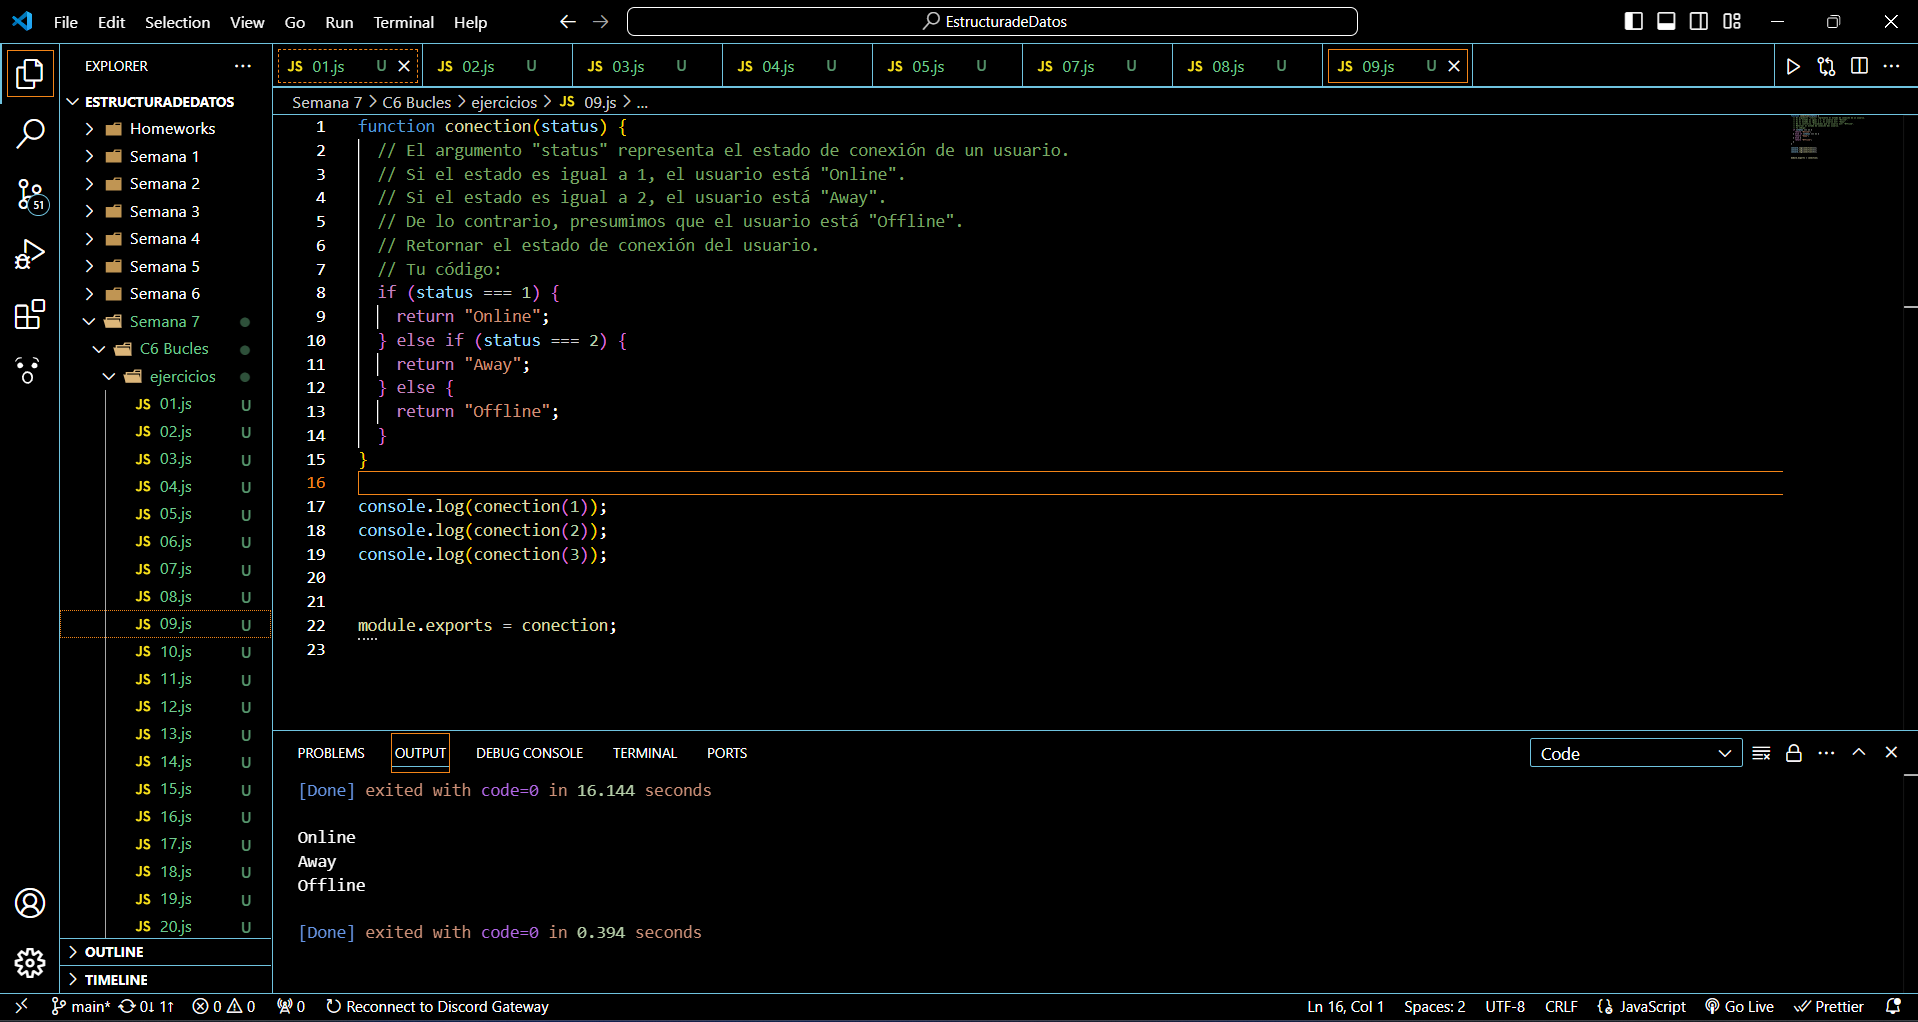 File Edit Selection View Go Run Terminal Help
EstructuradeDatos
EXPLORER
ESTRUCTURADEDATOS
Homeworks
Semana 1
Semana 2
Semana 3
Semana 4
Semana 5
Semana 6
Semana 7
C6 Bucles
ejercicios
JS 01.js U
JS 02.js U
JS 03.js U
JS 04.js U
JS 05.js U
JS 06.js U
JS 07.js U
JS 08.js U
JS 09.js U
JS 10.js U
JS 11.js U
JS 12.js U
JS 13.js U
JS 14.js U
JS 15.js U
JS 16.js U
JS 17.js U
JS 18.js U
JS 19.js U
JS 20.js U
OUTLINE
TIMELINE
51
JS 01.js U JS 02.js U JS 03.js U JS 04.js U JS 05.js U JS 07.js U JS 08.js U JS 09.js U
Semana 7 > C6 Bucles > ejercicios > JS 09.js > ...
1 function conection(status) {
2 // El argumento "status" representa el estado de conexión de un usuario.
3 // Si el estado es igual a 1, el usuario está "Online".
4 // Si el estado es igual a 2, el usuario está "Away".
5 // De lo contrario, presumimos que el usuario está "Offline".
6 // Retornar el estado de conexión del usuario.
7 // Tu código:
8 if (status === 1) {
9 return "Online";
10 } else if (status === 2) {
11 return "Away";
12 } else {
13 return "Offline";
14 }
15 }
16
17 console.log(conection(1));
18 console.log(conection(2));
19 console.log(conection(3));
20
21
22 module.exports = conection;
23
PROBLEMS OUTPUT DEBUG CONSOLE TERMINAL PORTS
Code
[Done] exited with code=0 in 16.144 seconds
Online
Away
Offline
[Done] exited with code=0 in 0.394 seconds
main* 0↓ 1↑ 0 0 0 Reconnect to Discord Gateway
Ln 16, Col 1 Spaces: 2 UTF-8 CRLF {} JavaScript Go Live Prettier